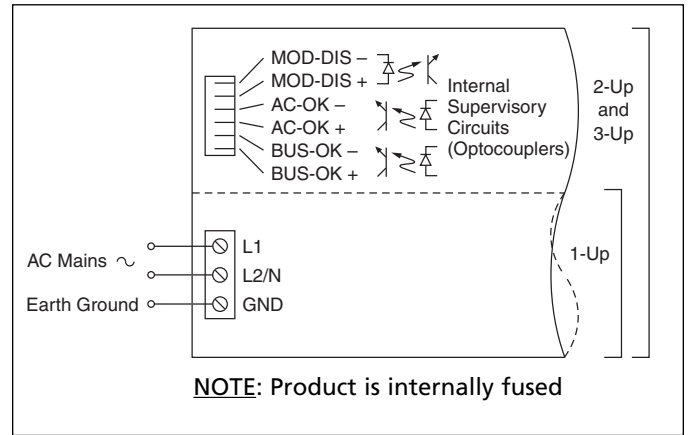 MOD-DIS –
MOD-DIS +
AC-OK –
AC-OK +
BUS-OK –
BUS-OK +
Internal
Supervisory
Circuits
(Optocouplers)
2-Up
and
3-Up
1-Up
AC Mains
Earth Ground
L1
L2/N
GND
NOTE: Product is internally fused